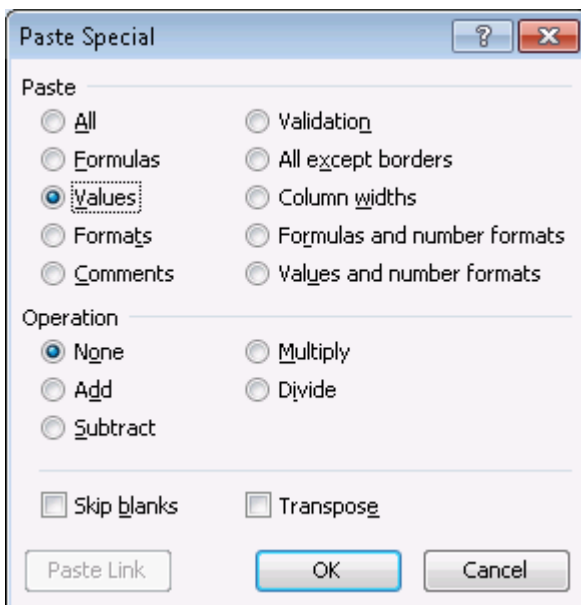 Paste Special
Paste
All
Validation
Formulas
All except borders
Values
Column widths
Formats
Formulas and number formats
Comments
Values and number formats
Operation
None
Multiply
Add
Divide
Subtract
Skip blanks
Transpose
Paste Link
OK
Cancel